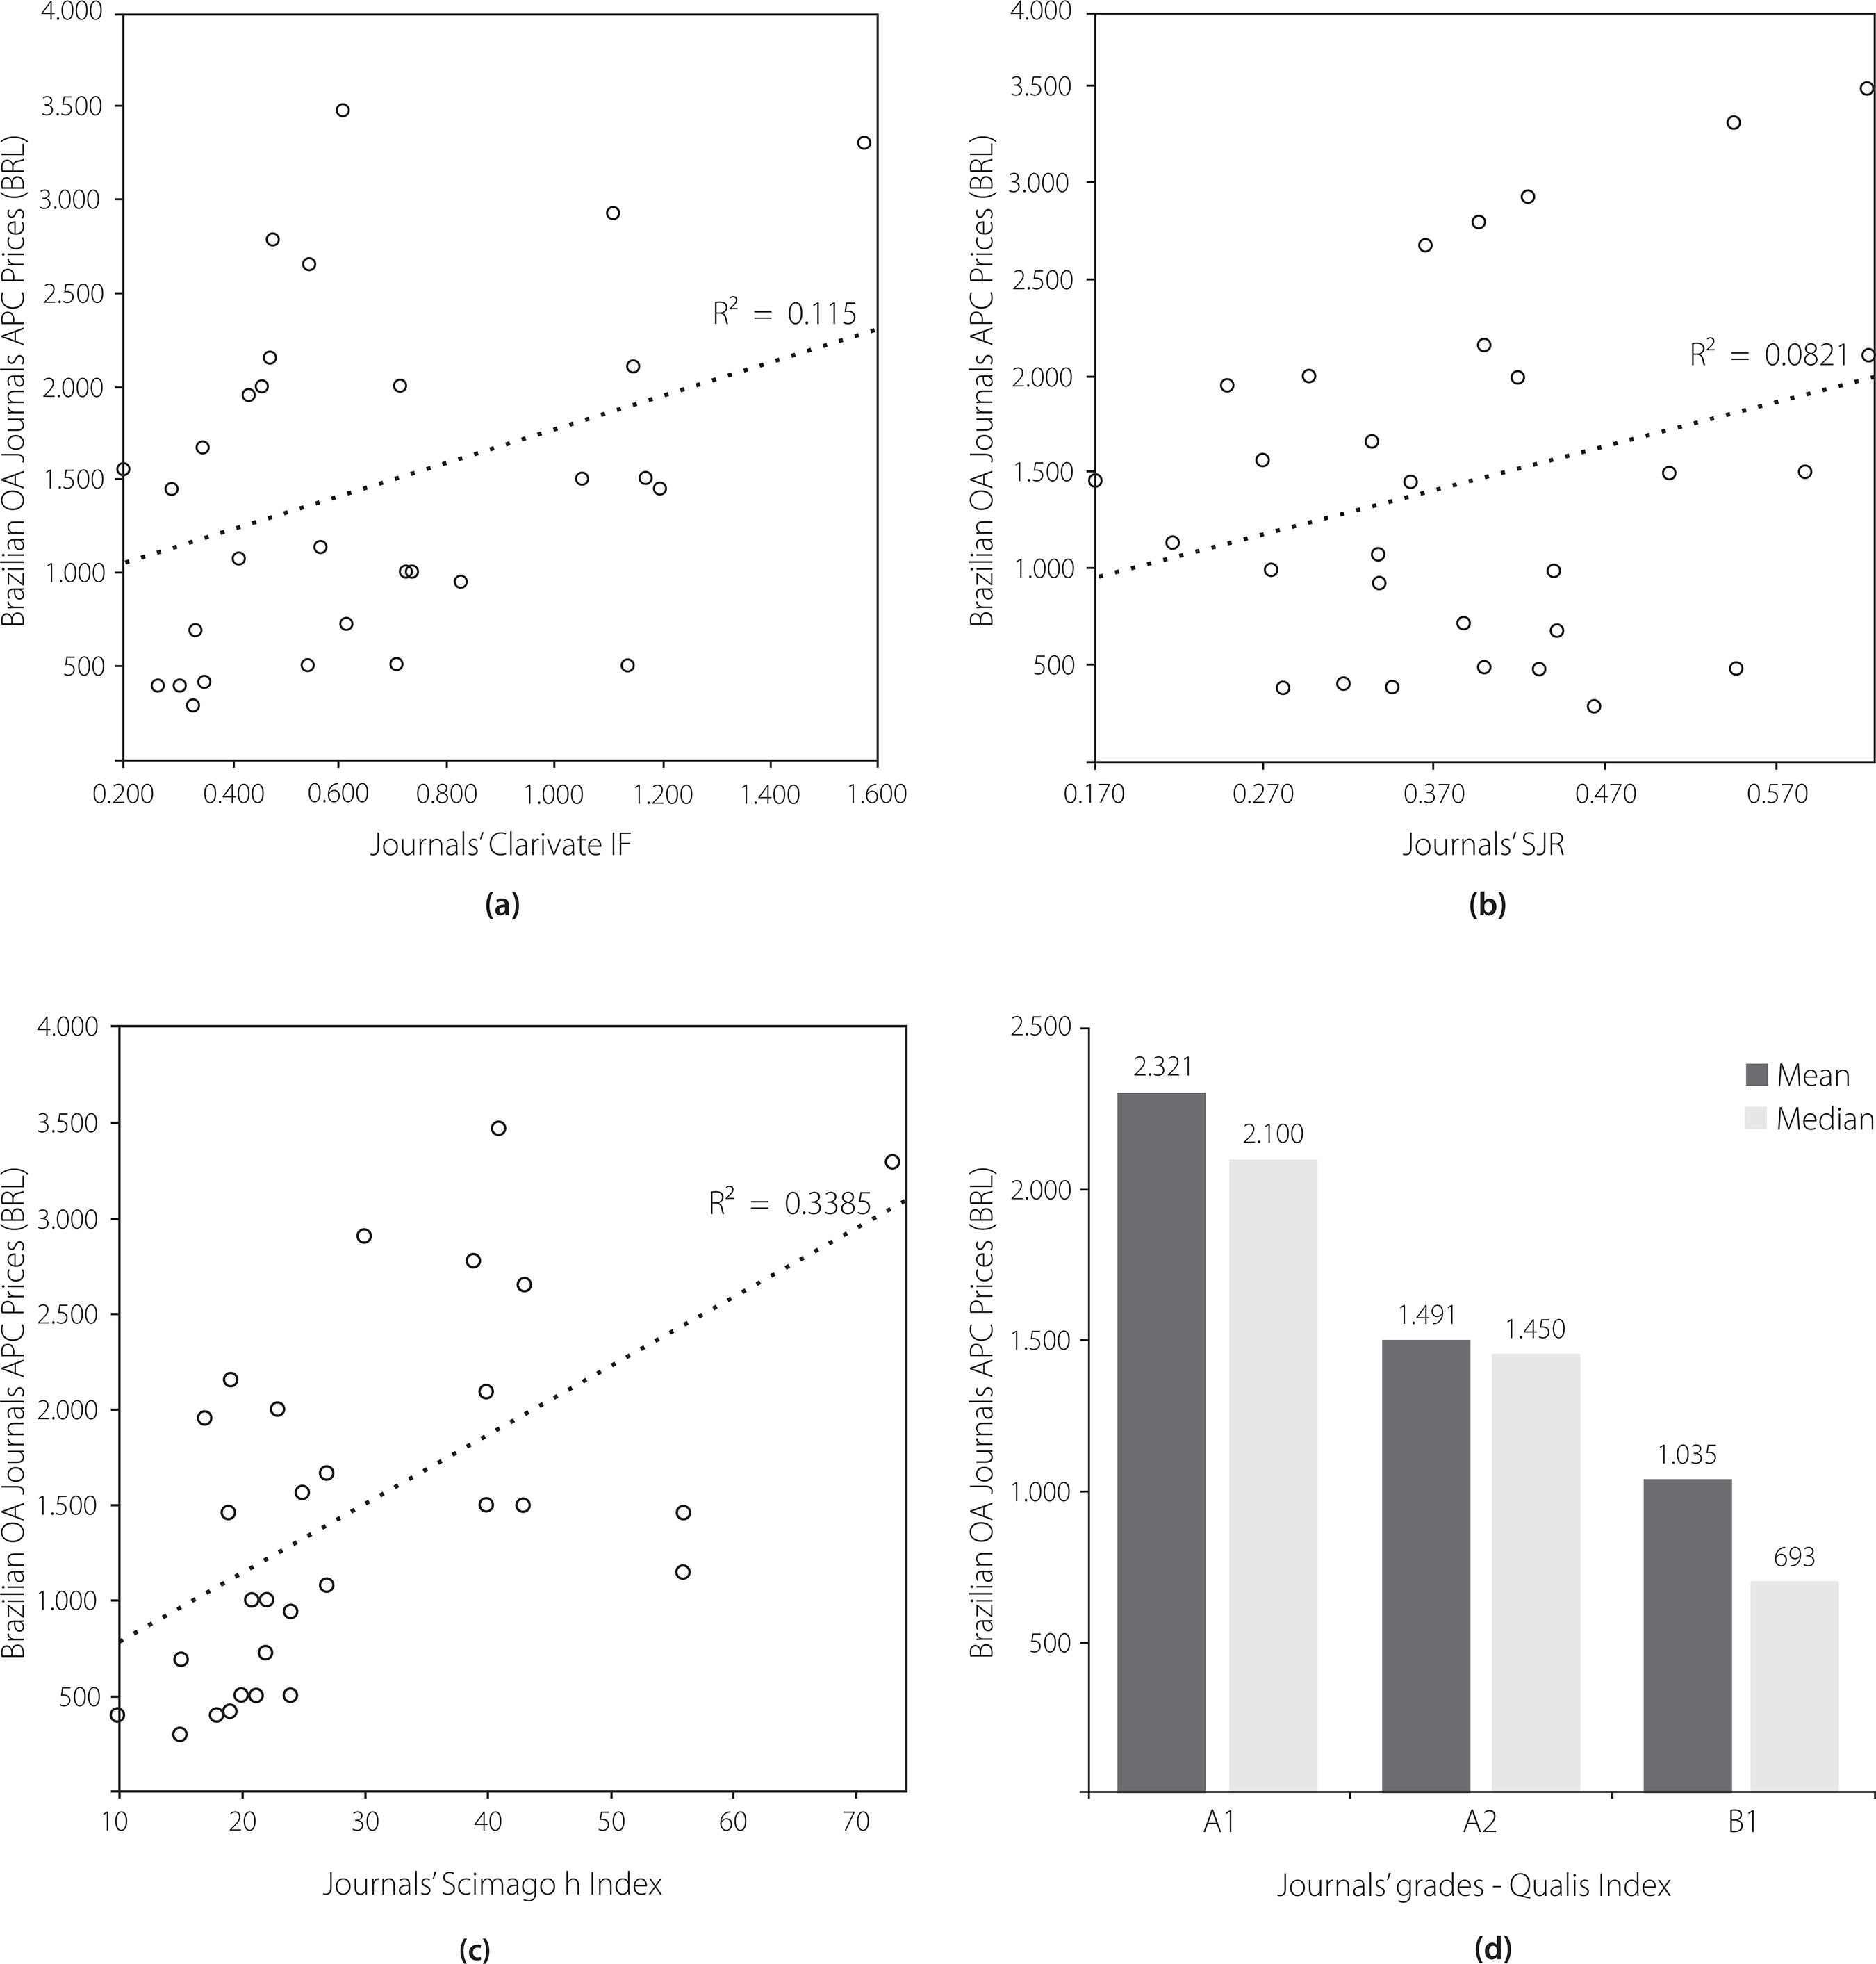 4.000
3.500
3.000
2.500
2.000
1.500
1.000
500
Brazilian OA Journals APC Prices (BRL)
R² = 0.115
0.200 0.400 0.600 0.800 1.000 1.200 1.400 1.600
Journals’ Clarivate IF
(a)
4.000
3.500
3.000
2.500
2.000
1.500
1.000
500
Brazilian OA Journals APC Prices (BRL)
R² = 0.0821
0.170 0.270 0.370 0.470 0.570
Journals’ SJR
(b)
4.000
3.500
3.000
2.500
2.000
1.500
1.000
500
Brazilian OA Journals APC Prices (BRL)
R² = 0.3385
10 20 30 40 50 60 70
Journals’ Scimago h Index
(c)
2.500
2.000
1.500
1.000
500
Brazilian OA Journals APC Prices (BRL)
Mean
Median
2.321
2.100
1.491
1.450
1.035
693
A1 A2 B1
Journals’ grades - Qualis Index
(d)